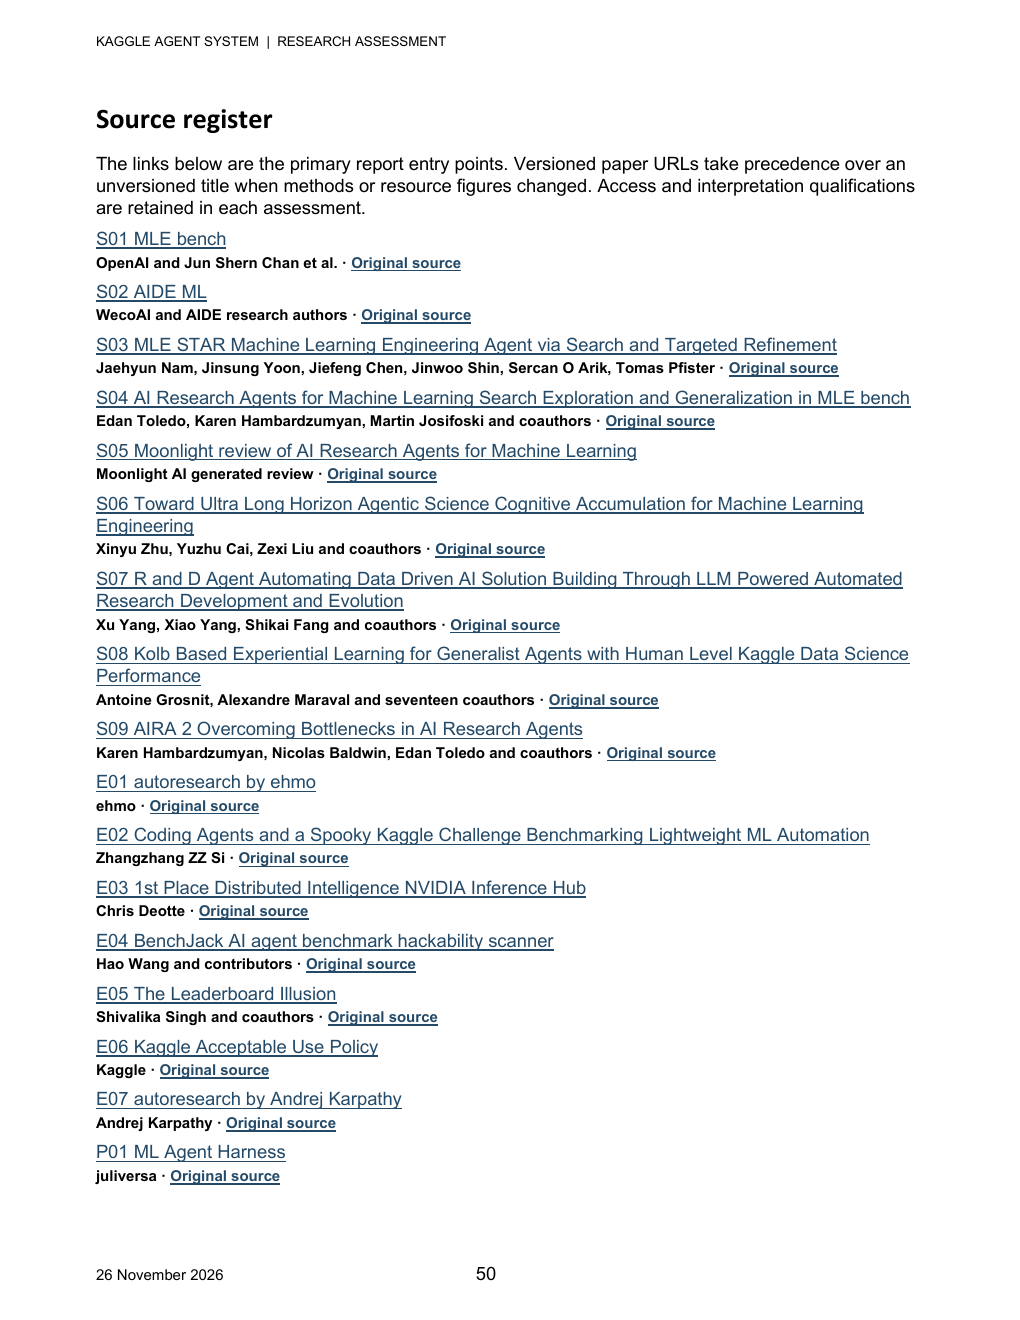 KAGGLE AGENT SYSTEM | RESEARCH ASSESSMENT
Source register
The links below are the primary report entry points. Versioned paper URLs take precedence over an
unversioned title when methods or resource figures changed. Access and interpretation qualifications
are retained in each assessment.
S01 MLE bench
OpenAI and Jun Shern Chan et al. · Original source
S02 AIDE ML
WecoAI and AIDE research authors · Original source
S03 MLE STAR Machine Learning Engineering Agent via Search and Targeted Refinement
Jaehyun Nam, Jinsung Yoon, Jiefeng Chen, Jinwoo Shin, Sercan O Arik, Tomas Pfister · Original source
S04 AI Research Agents for Machine Learning Search Exploration and Generalization in MLE bench
Edan Toledo, Karen Hambardzumyan, Martin Josifoski and coauthors · Original source
S05 Moonlight review of AI Research Agents for Machine Learning
Moonlight AI generated review · Original source
S06 Toward Ultra Long Horizon Agentic Science Cognitive Accumulation for Machine Learning
Engineering
Xinyu Zhu, Yuzhu Cai, Zexi Liu and coauthors · Original source
S07 R and D Agent Automating Data Driven AI Solution Building Through LLM Powered Automated
Research Development and Evolution
Xu Yang, Xiao Yang, Shikai Fang and coauthors · Original source
S08 Kolb Based Experiential Learning for Generalist Agents with Human Level Kaggle Data Science
Performance
Antoine Grosnit, Alexandre Maraval and seventeen coauthors · Original source
S09 AIRA 2 Overcoming Bottlenecks in AI Research Agents
Karen Hambardzumyan, Nicolas Baldwin, Edan Toledo and coauthors · Original source
E01 autoresearch by ehmo
ehmo · Original source
E02 Coding Agents and a Spooky Kaggle Challenge Benchmarking Lightweight ML Automation
Zhangzhang ZZ Si · Original source
E03 1st Place Distributed Intelligence NVIDIA Inference Hub
Chris Deotte · Original source
E04 BenchJack AI agent benchmark hackability scanner
Hao Wang and contributors · Original source
E05 The Leaderboard Illusion
Shivalika Singh and coauthors · Original source
E06 Kaggle Acceptable Use Policy
Kaggle · Original source
E07 autoresearch by Andrej Karpathy
Andrej Karpathy · Original source
P01 ML Agent Harness
juliversa · Original source
26 November 2026 50